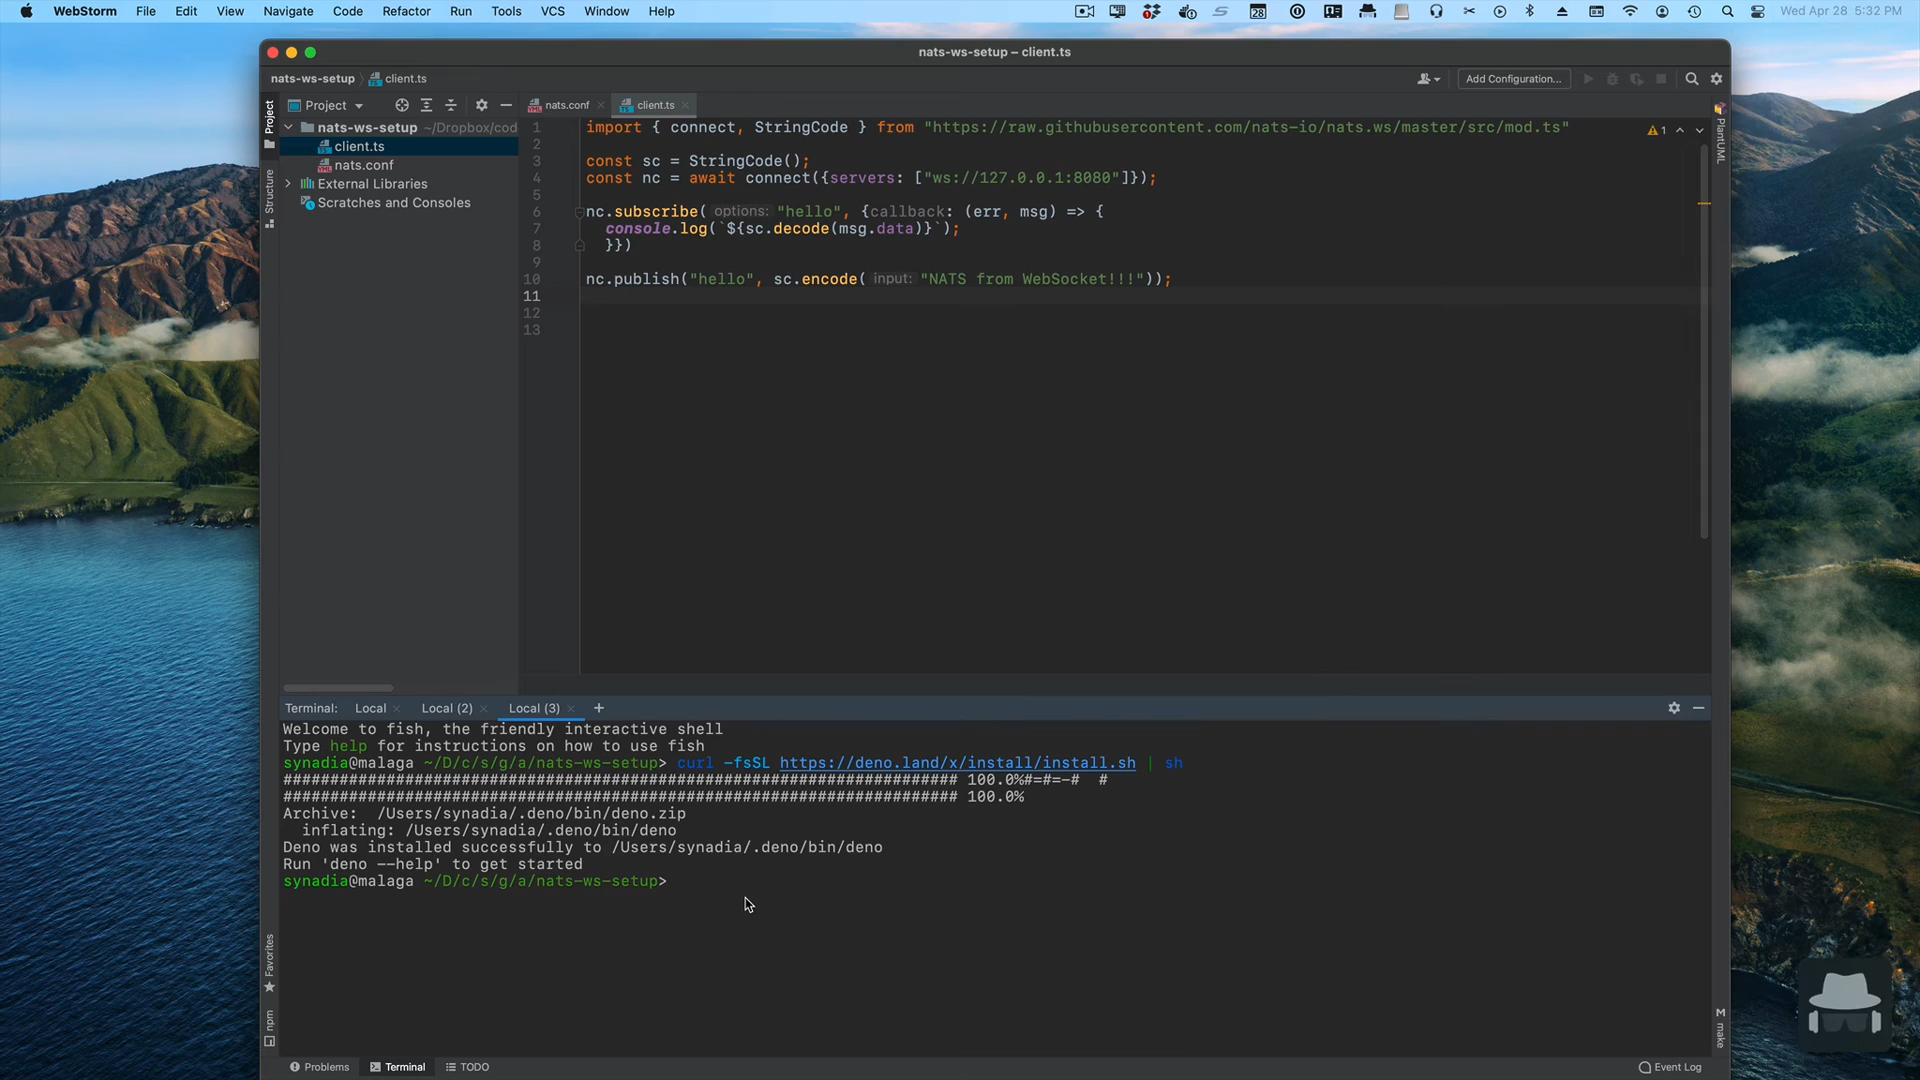 WebStorm File Edit View Navigate Code Refactor Run Tools VCS Window Help
28
Wed Apr 28 5:32 PM
nats-ws-setup – client.ts
nats-ws-setup client.ts
Add Configuration...
Project
nats.conf
client.ts
nats-ws-setup ~/Dropbox/cod
client.ts
nats.conf
External Libraries
Scratches and Consoles
Project
Structure
Favorites
npm
PlantUML
make
1 import { connect, StringCode } from "https://raw.githubusercontent.com/nats-io/nats.ws/master/src/mod.ts"
1
2
3 const sc = StringCode();
4 const nc = await connect({servers: ["ws://127.0.0.1:8080"]});
5
6 nc.subscribe( options: "hello", {callback: (err, msg) => {
7 console.log(`${sc.decode(msg.data)}`);
8 }})
9
10 nc.publish("hello", sc.encode( input: "NATS from WebSocket!!!"));
11
12
13
Terminal: Local Local (2) Local (3) +
Welcome to fish, the friendly interactive shell
Type help for instructions on how to use fish
synadia@malaga ~/D/c/s/g/a/nats-ws-setup> curl -fsSL https://deno.land/x/install/install.sh | sh
######################################################################## 100.0%#=#=-# #
######################################################################## 100.0%
Archive: /Users/synadia/.deno/bin/deno.zip
inflating: /Users/synadia/.deno/bin/deno
Deno was installed successfully to /Users/synadia/.deno/bin/deno
Run 'deno --help' to get started
synadia@malaga ~/D/c/s/g/a/nats-ws-setup>
Problems Terminal TODO
Event Log